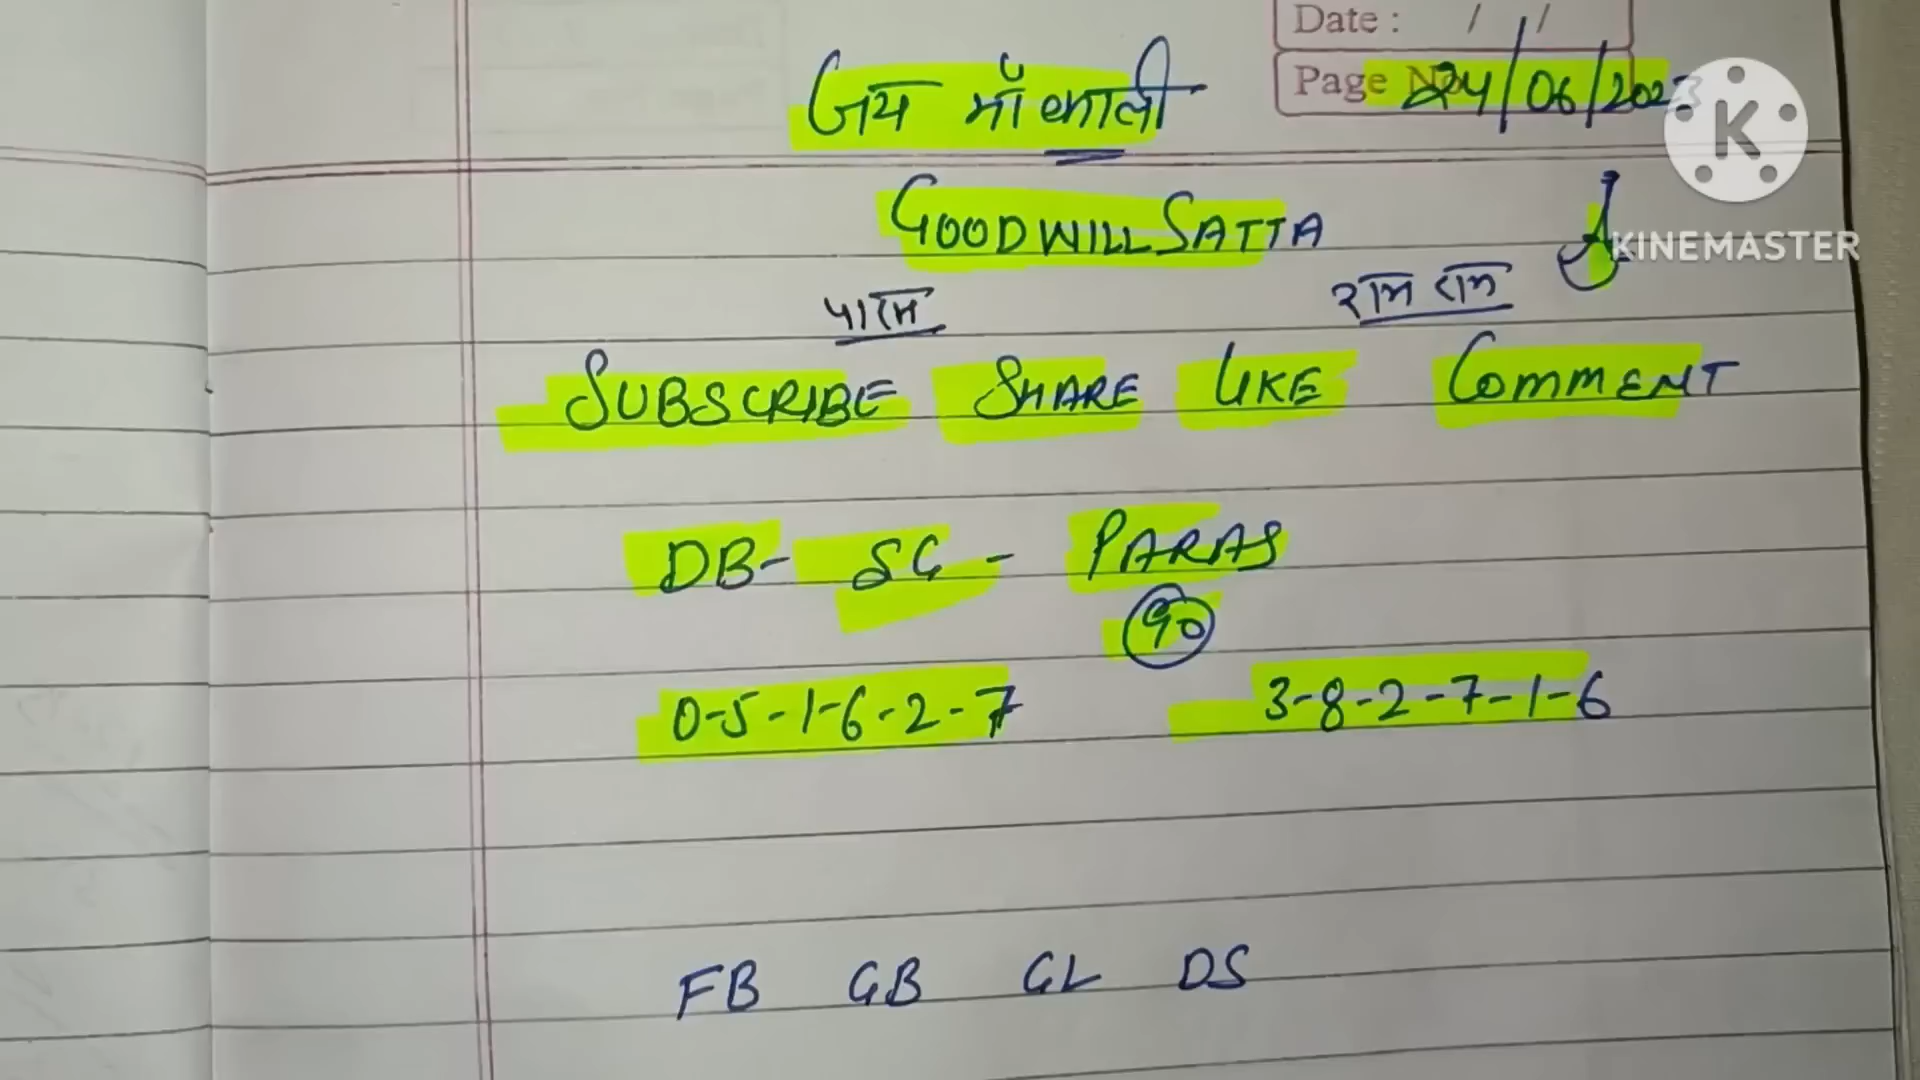 Date : / /
जय माँ काली
Page No 24/06/2023
GOODWILL SATTA
KINEMASTER
पारस राम राम
SUBSCRIBE SHARE LIKE COMMENT
DB - SG - PARAS
90
0-5-1-6-2-7 3-8-2-7-1-6
FB GB GL DS